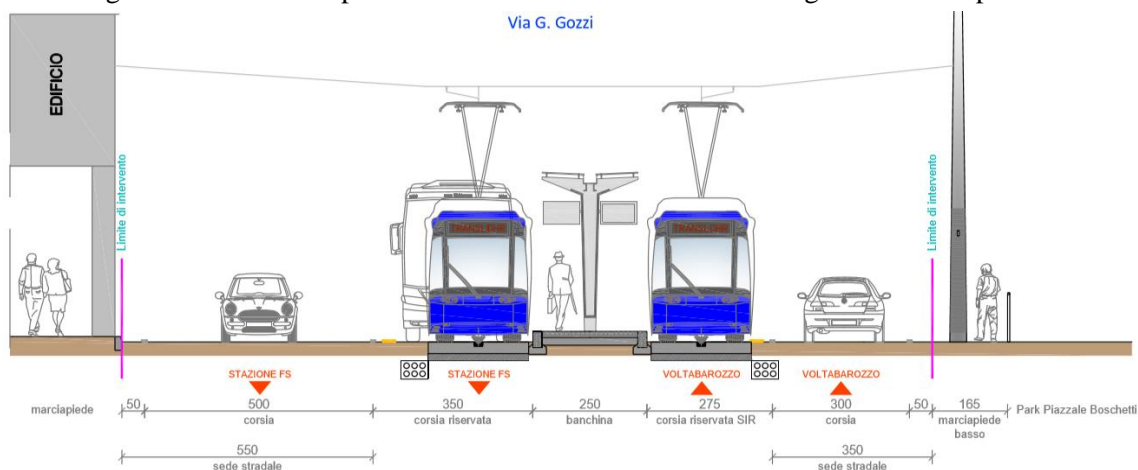 Via G. Gozzi
EDIFICIO
Limite di intervento
Limite di intervento
STAZIONE FS
STAZIONE FS
VOLTABAROZZO
VOLTABAROZZO
marciapiede
50
500
corsia
350
corsia riservata
250
banchina
275
corsia riservata SIR
300
corsia
50
165
marciapiede
basso
Park Piazzale Boschetti
550
sede stradale
350
sede stradale